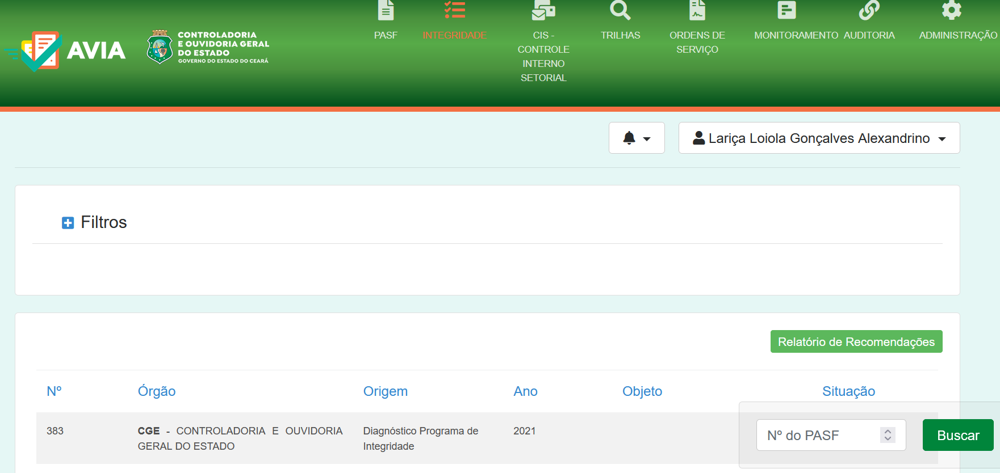 AVIA
CONTROLADORIA
E OUVIDORIA GERAL
DO ESTADO
GOVERNO DO ESTADO DO CEARÁ
PASF
INTEGRIDADE
CIS -
CONTROLE
INTERNO
SETORIAL
TRILHAS
ORDENS DE
SERVIÇO
MONITORAMENTO
AUDITORIA
ADMINISTRAÇÃO
Lariça Loiola Gonçalves Alexandrino
Filtros
Relatório de Recomendações
Nº Órgão Origem Ano Objeto Situação
383 CGE - CONTROLADORIA E OUVIDORIA Diagnóstico Programa de 2021
GERAL DO ESTADO Integridade
Nº do PASF Buscar